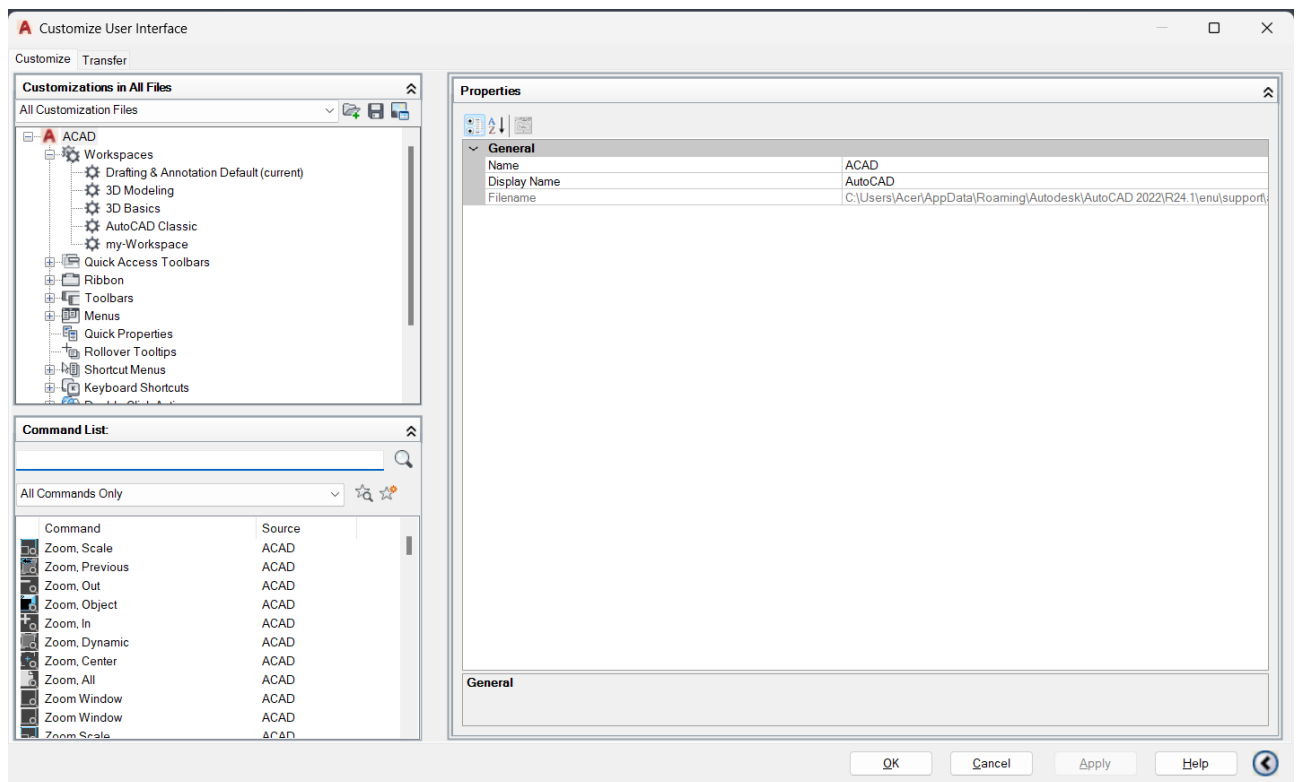 Customize User Interface
Customize Transfer
Customizations in All Files
All Customization Files
ACAD
Workspaces
Drafting & Annotation Default (current)
3D Modeling
3D Basics
AutoCAD Classic
my-Workspace
Quick Access Toolbars
Ribbon
Toolbars
Menus
Quick Properties
Rollover Tooltips
Shortcut Menus
Keyboard Shortcuts
Command List:
All Commands Only
Command Source
Zoom, Scale ACAD
Zoom, Previous ACAD
Zoom, Out ACAD
Zoom, Object ACAD
Zoom, In ACAD
Zoom, Dynamic ACAD
Zoom, Center ACAD
Zoom, All ACAD
Zoom Window ACAD
Zoom Window ACAD
Zoom Scale ACAD
Properties
General
Name ACAD
Display Name AutoCAD
Filename C:\Users\Acer\AppData\Roaming\Autodesk\AutoCAD 2022\R24.1\enu\support\
General
OK Cancel Apply Help